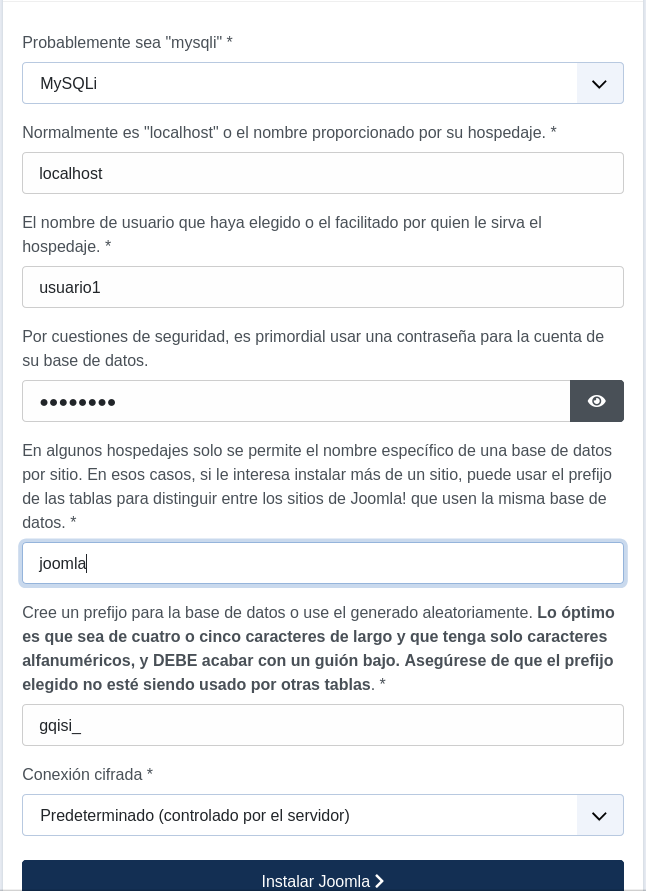 Probablemente sea "mysqli" *
MySQLi
Normalmente es "localhost" o el nombre proporcionado por su hospedaje. *
localhost
El nombre de usuario que haya elegido o el facilitado por quien le sirva el
hospedaje. *
usuario1
Por cuestiones de seguridad, es primordial usar una contraseña para la cuenta de
su base de datos.
●●●●●●●●
En algunos hospedajes solo se permite el nombre específico de una base de datos
por sitio. En esos casos, si le interesa instalar más de un sitio, puede usar el prefijo
de las tablas para distinguir entre los sitios de Joomla! que usen la misma base de
datos. *
joomla
Cree un prefijo para la base de datos o use el generado aleatoriamente. Lo óptimo
es que sea de cuatro o cinco caracteres de largo y que tenga solo caracteres
alfanuméricos, y DEBE acabar con un guión bajo. Asegúrese de que el prefijo
elegido no esté siendo usado por otras tablas. *
gqisi_
Conexión cifrada *
Predeterminado (controlado por el servidor)
Instalar Joomla